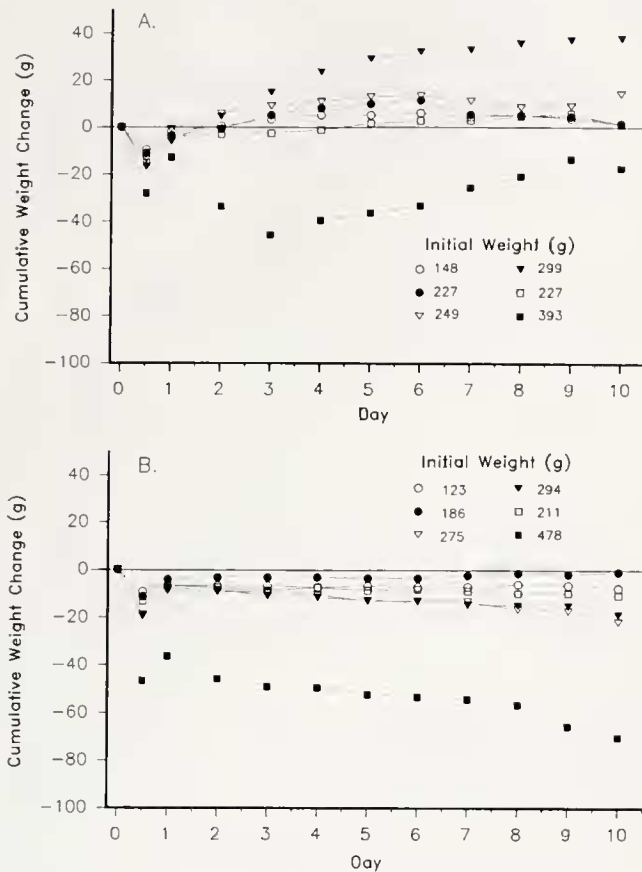 A.
Cumulative Weight Change (g)
40
20
0
−20
−40
−60
−80
−100
Initial Weight (g)
148 299
227 227
249 393
0 1 2 3 4 5 6 7 8 9 10
Day
B.
Cumulative Weight Change (g)
40
20
0
−20
−40
−60
−80
−100
Initial Weight (g)
123 294
186 211
275 478
0 1 2 3 4 5 6 7 8 9 10
Day